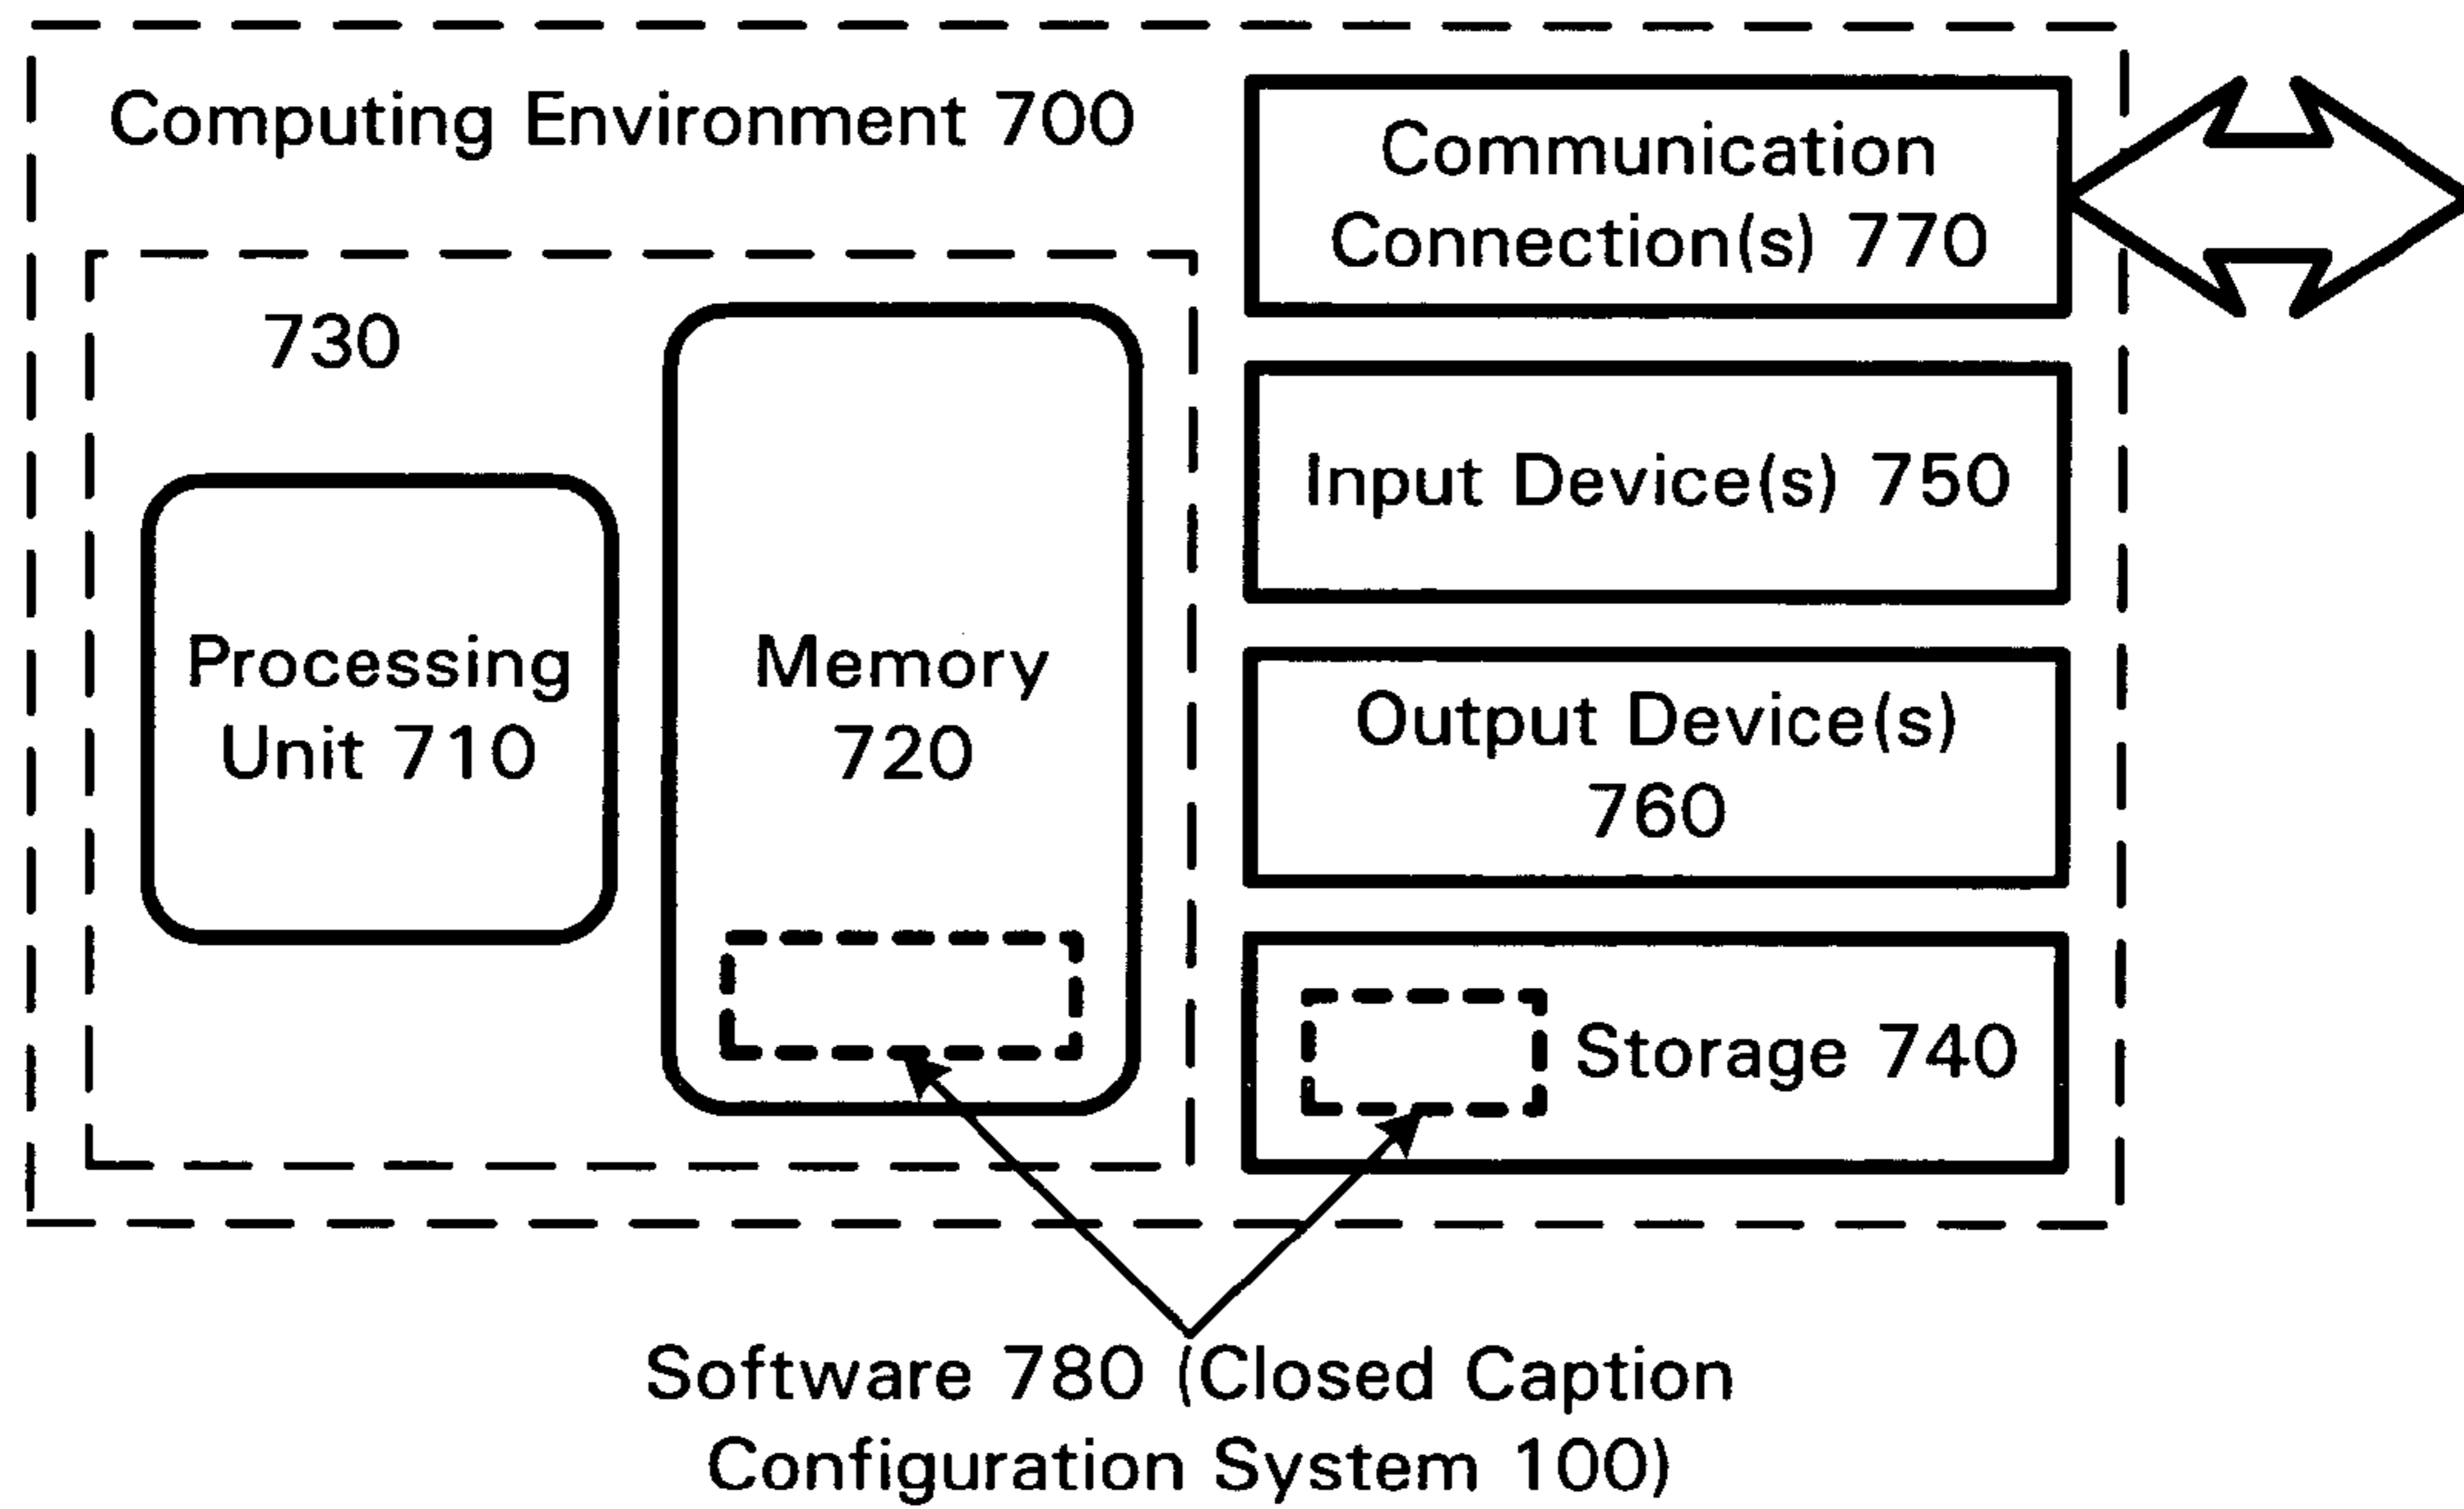 Computing Environment 700
730
Processing
Unit 710
Memory
720
Communication
Connection(s) 770
Input Device(s) 750
Output Device(s)
760
Storage 740
Software 780 (Closed Caption
Configuration System 100)